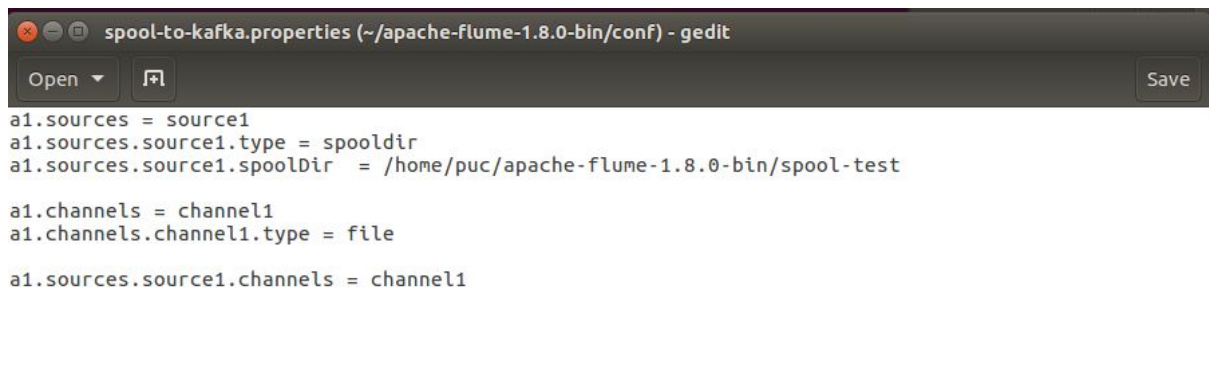 spool-to-kafka.properties (~/apache-flume-1.8.0-bin/conf) - gedit
Open
Save
a1.sources = source1
a1.sources.source1.type = spooldir
a1.sources.source1.spoolDir  = /home/puc/apache-flume-1.8.0-bin/spool-test
a1.channels = channel1
a1.channels.channel1.type = file
a1.sources.source1.channels = channel1